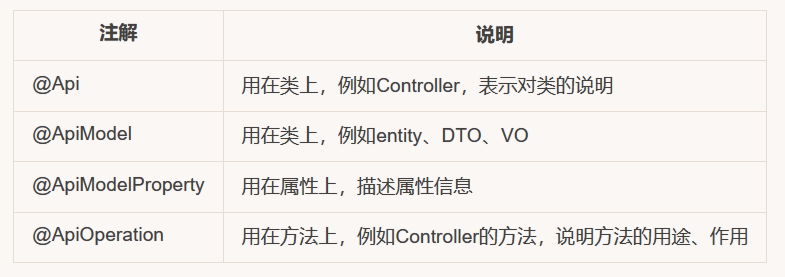 注解 说明
@Api 用在类上，例如Controller，表示对类的说明
@ApiModel 用在类上，例如entity、DTO、VO
@ApiModelProperty 用在属性上，描述属性信息
@ApiOperation 用在方法上，例如Controller的方法，说明方法的用途、作用